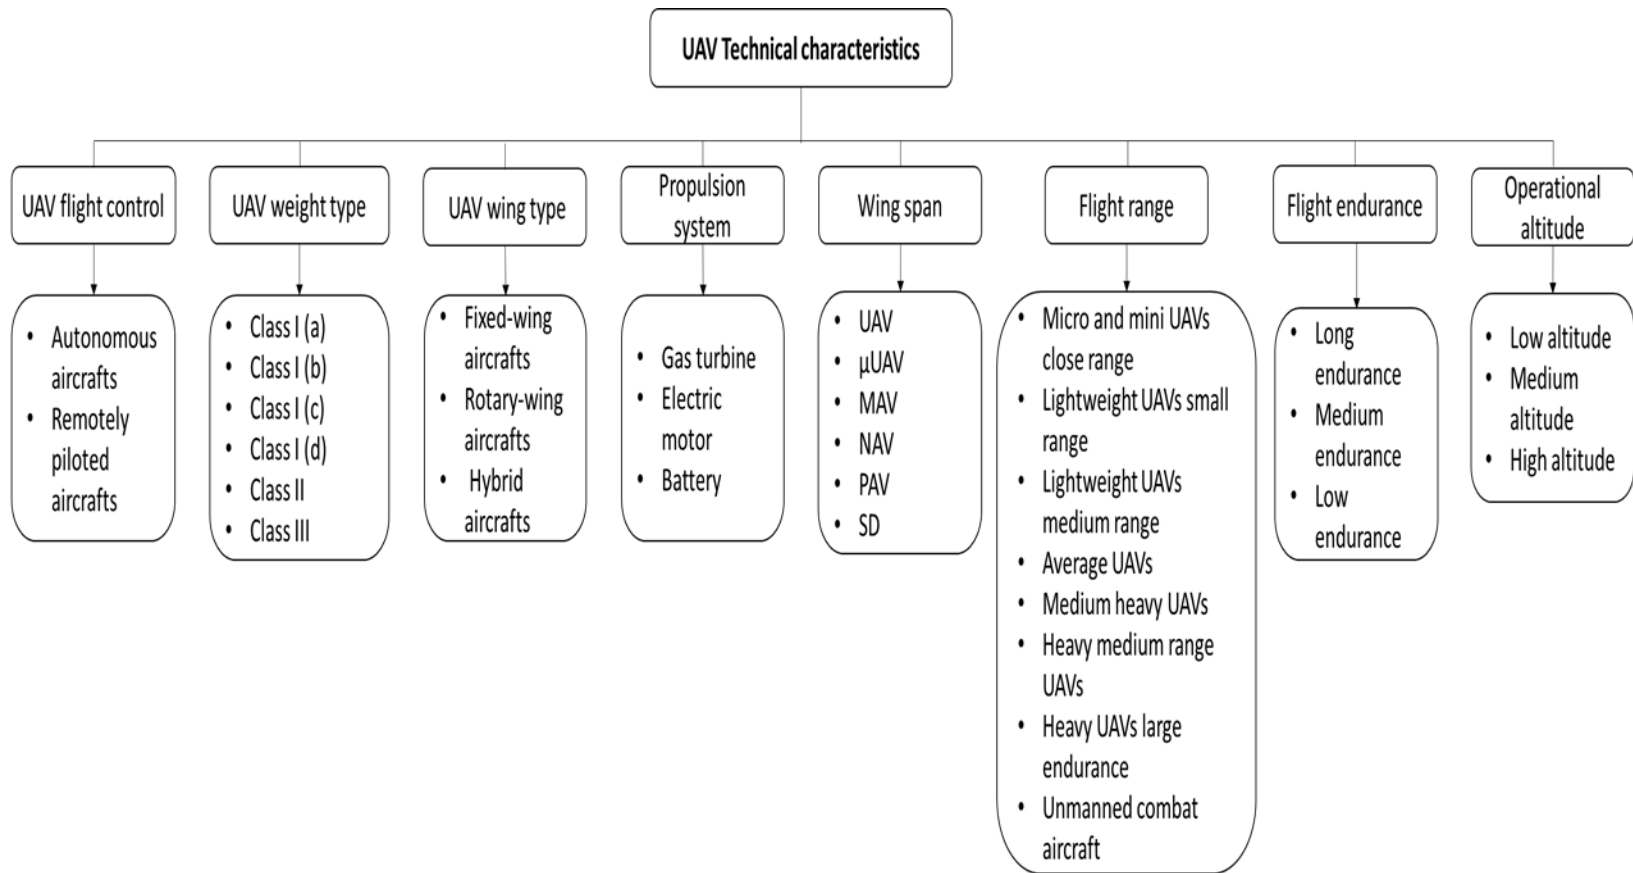 UAV Technical characteristics
UAV flight control
UAV weight type
UAV wing type
Propulsion
system
Wing span
Flight range
Flight endurance
Operational
altitude
• Autonomous
aircrafts
• Remotely
piloted
aircrafts
• Class I (a)
• Class I (b)
• Class I (c)
• Class I (d)
• Class II
• Class III
• Fixed-wing
aircrafts
• Rotary-wing
aircrafts
• Hybrid
aircrafts
• Gas turbine
• Electric
motor
• Battery
• UAV
• μUAV
• MAV
• NAV
• PAV
• SD
• Micro and mini UAVs
close range
• Lightweight UAVs small
range
• Lightweight UAVs
medium range
• Average UAVs
• Medium heavy UAVs
• Heavy medium range
UAVs
• Heavy UAVs large
endurance
• Unmanned combat
aircraft
• Long
endurance
• Medium
endurance
• Low
endurance
• Low altitude
• Medium
altitude
• High altitude